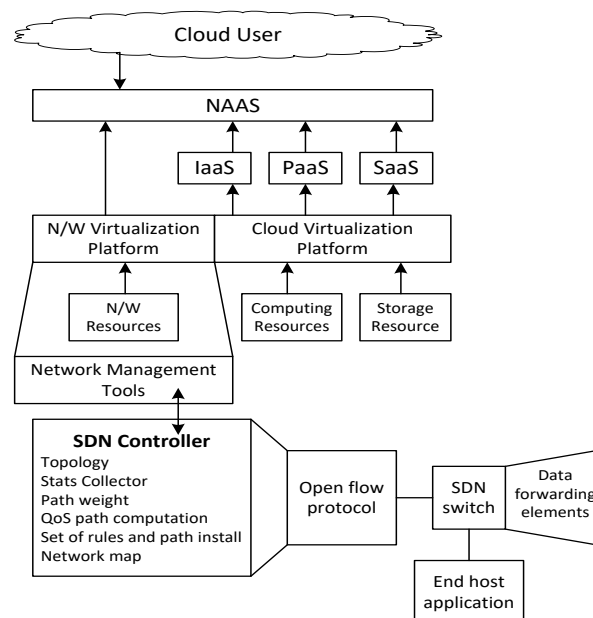 Cloud User
NAAS
IaaS
PaaS
SaaS
N/W Virtualization
Platform
Cloud Virtualization
Platform
N/W
Resources
Computing
Resources
Storage
Resource
Network Management
Tools
SDN Controller
Topology
Stats Collector
Path weight
QoS path computation
Set of rules and path install
Network map
Open flow
protocol
SDN
switch
Data
forwarding
elements
End host
application